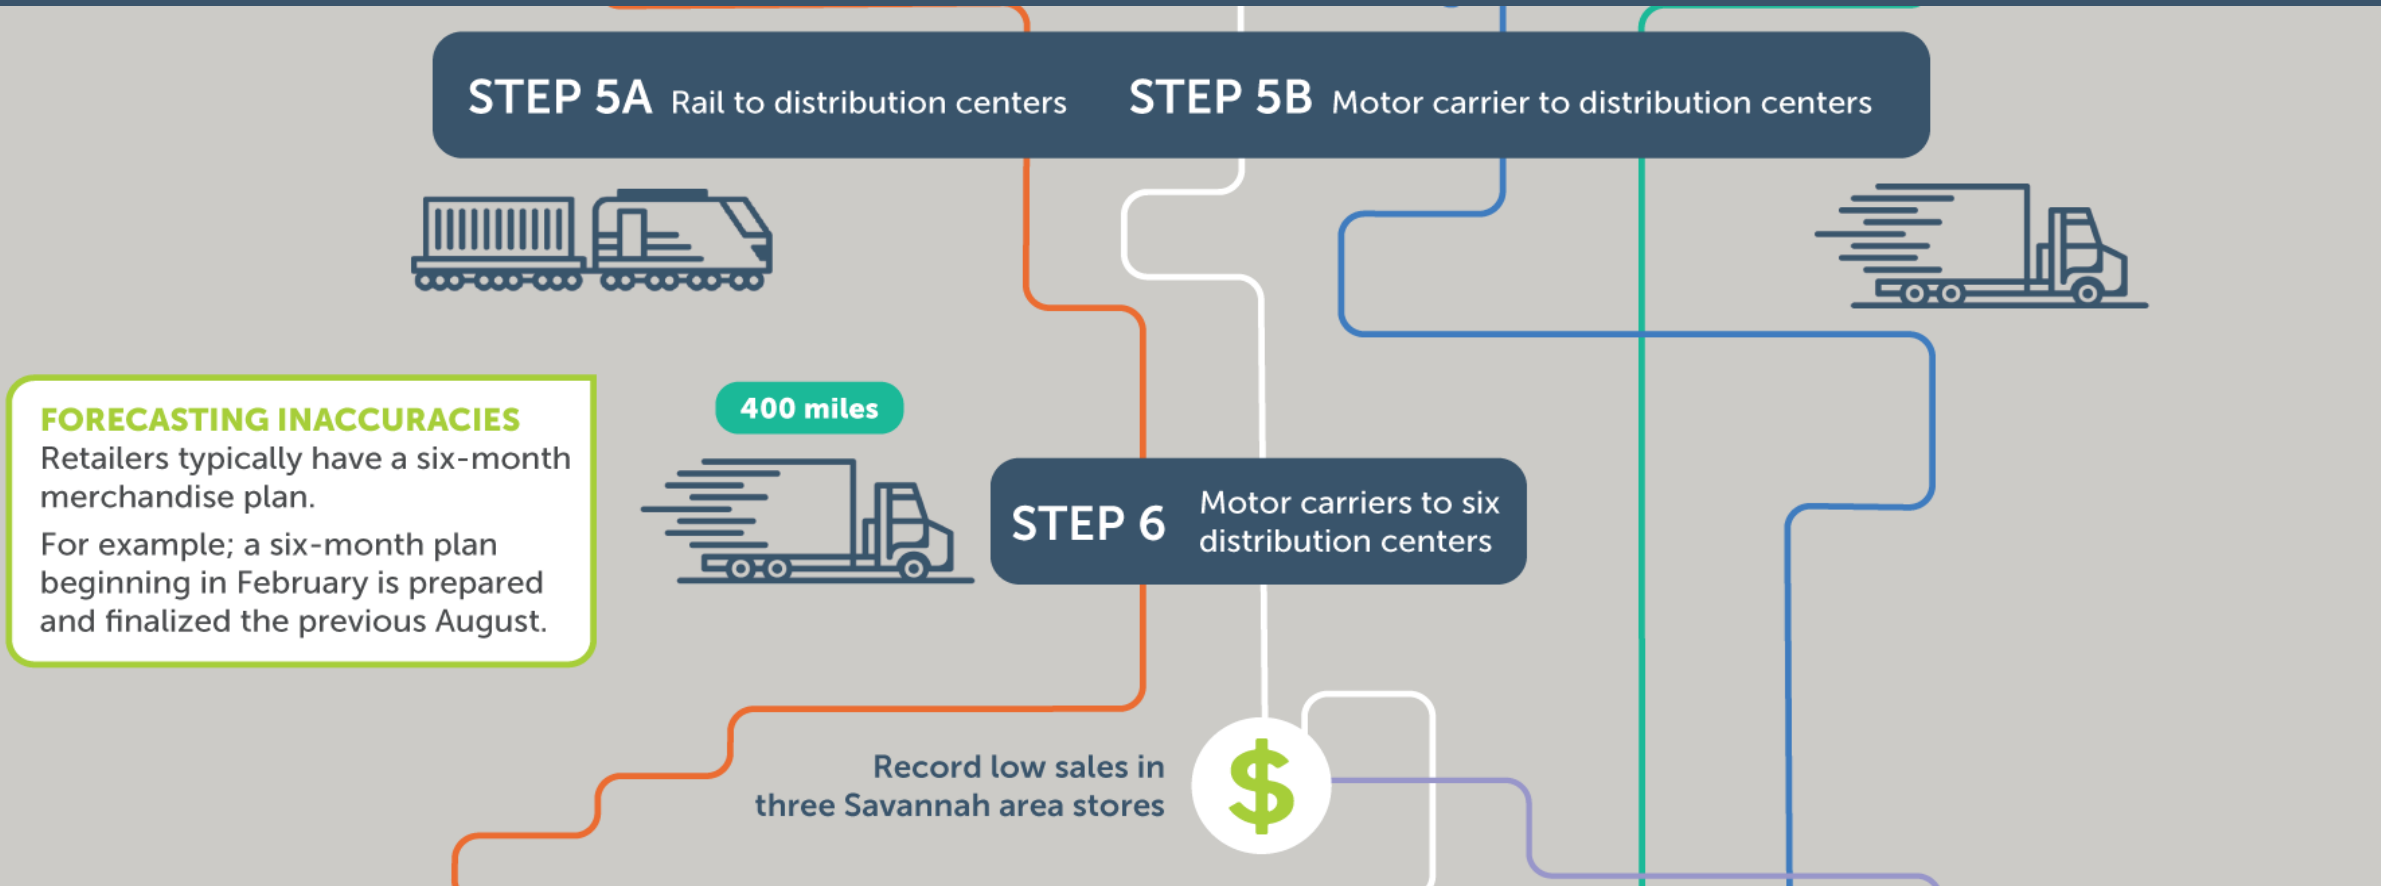 STEP 5A Rail to distribution centers
STEP 5B Motor carrier to distribution centers
FORECASTING INACCURACIES
Retailers typically have a six-month
merchandise plan.
For example; a six-month plan
beginning in February is prepared
and finalized the previous August.
400 miles
STEP 6
Motor carriers to six
distribution centers
Record low sales in
three Savannah area stores
$